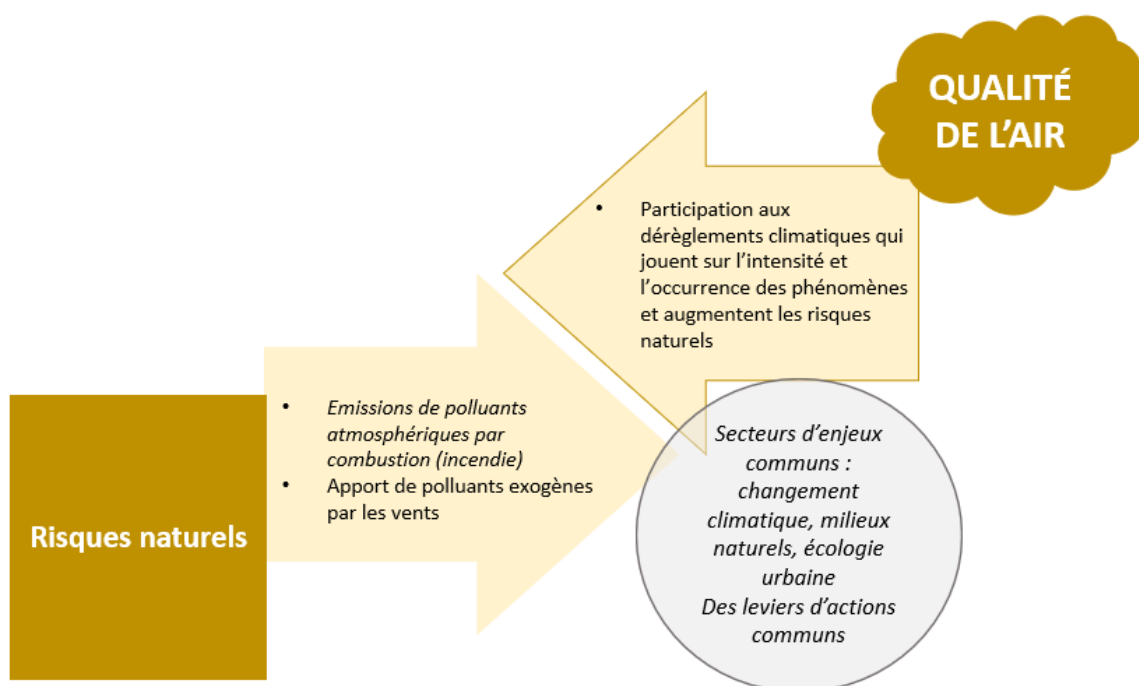 QUALITÉ
DE L’AIR
• Participation aux
dérèglements climatiques qui
jouent sur l’intensité et
l’occurrence des phénomènes
et augmentent les risques
naturels
• Emissions de polluants
atmosphériques par
combustion (incendie)
• Apport de polluants exogènes
par les vents
Risques naturels
Secteurs d’enjeux
communs :
changement
climatique, milieux
naturels, écologie
urbaine
Des leviers d’actions
communs